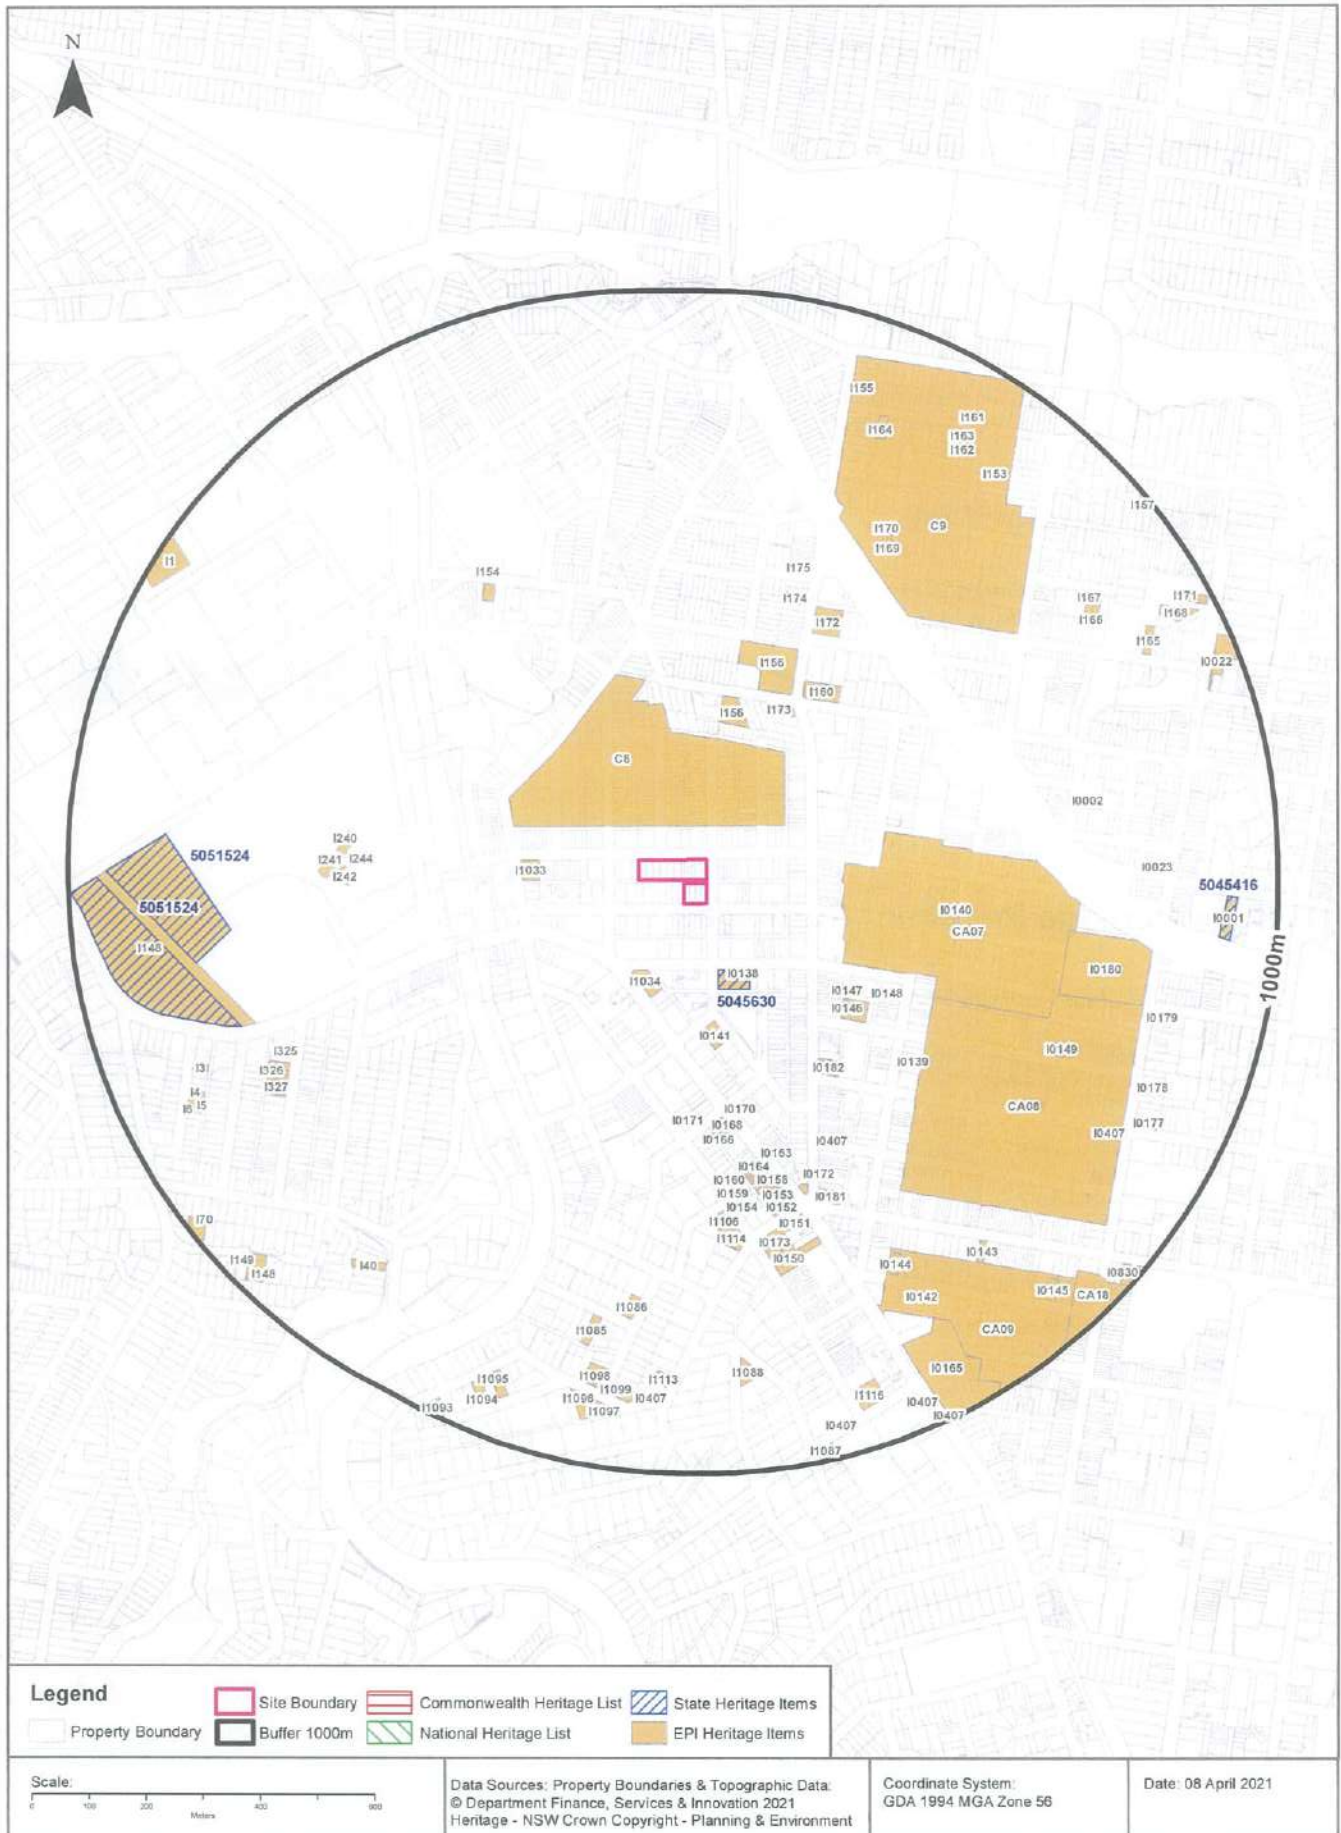 N
I155
I161
I164
I163
I162
I153
I157
I170
C9
I169
I1
I154
I175
I174
I167
I171
I168
I166
I172
I165
I0022
I156
I160
I156
I173
C8
I0002
I240
5051524
I241
I244
I242
I1033
I0023
5045416
5051524
I0140
I0001
CA07
I148
I0180
1000m
I1034
I0138
I0147
I0148
5045630
I0146
I0179
I0141
I325
I0149
I0139
I31
I326
I0182
I327
I0178
I4
I6
I5
CA08
I0170
I0171
I0168
I0177
I0407
I0166
I0407
I0163
I0164
I0172
I0160
I0158
I0159
I0153
I0181
I0154
I0152
I70
I1106
I0151
I1114
I0173
I0143
I149
I0150
I0144
I148
I40
I0830
I0142
I0145
CA18
I1086
I1085
CA09
I0165
I1095
I1098
I1113
I1088
I1094
I1099
I1096
I0407
I1116
I1093
I1097
I0407
I0407
I0407
I1087
Legend
Site Boundary
Commonwealth Heritage List
State Heritage Items
Property Boundary
Buffer 1000m
National Heritage List
EPI Heritage Items
Scale:
0 100 200 400 600
Meters
Data Sources: Property Boundaries & Topographic Data:
© Department Finance, Services & Innovation 2021
Heritage - NSW Crown Copyright - Planning & Environment
Coordinate System:
GDA 1994 MGA Zone 56
Date: 08 April 2021